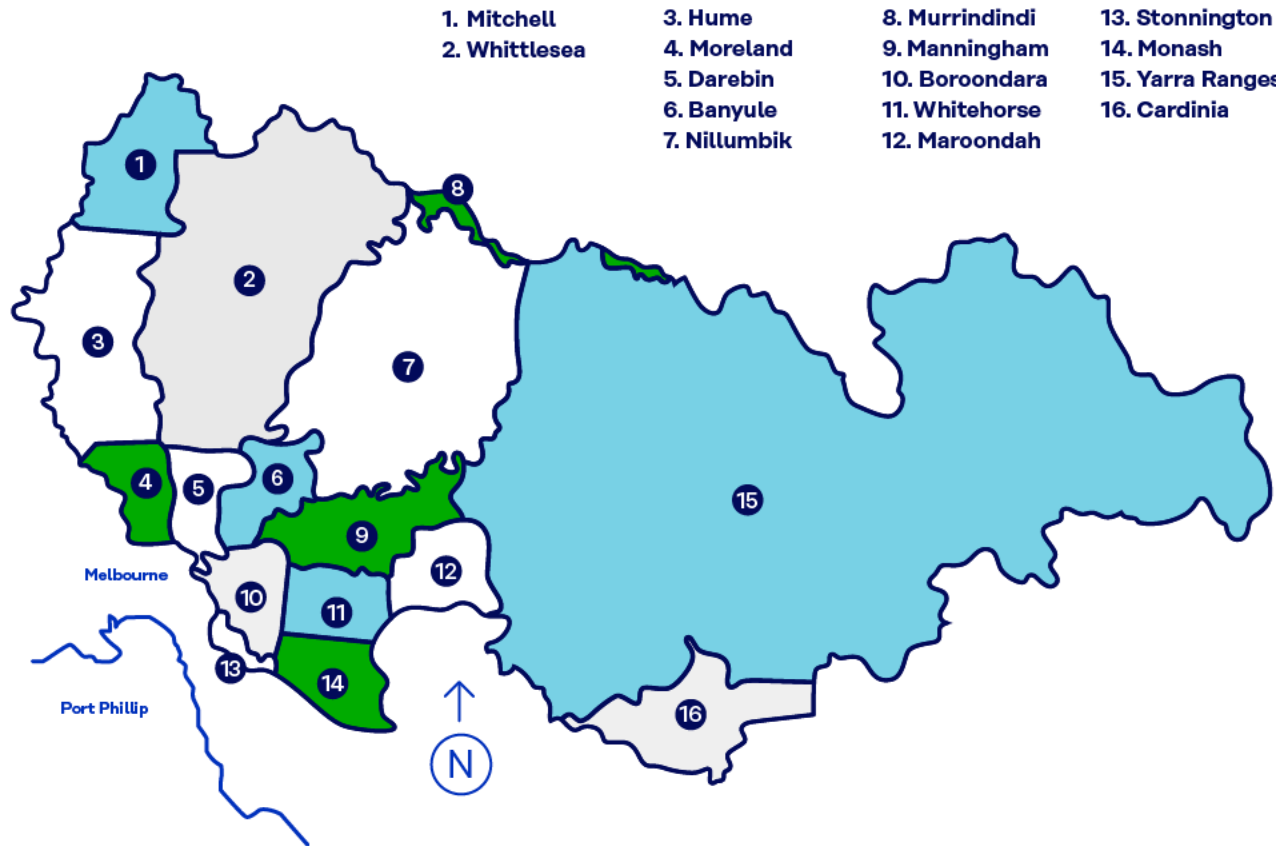 1. Mitchell
2. Whittlesea
3. Hume
4. Moreland
5. Darebin
6. Banyule
7. Nillumbik
8. Murrindindi
9. Manningham
10. Boroondara
11. Whitehorse
12. Maroondah
13. Stonnington
14. Monash
15. Yarra Ranges
16. Cardinia
1
8
2
3
7
4
5
6
15
9
12
10
11
13
14
16
Melbourne
Port Phillip
N